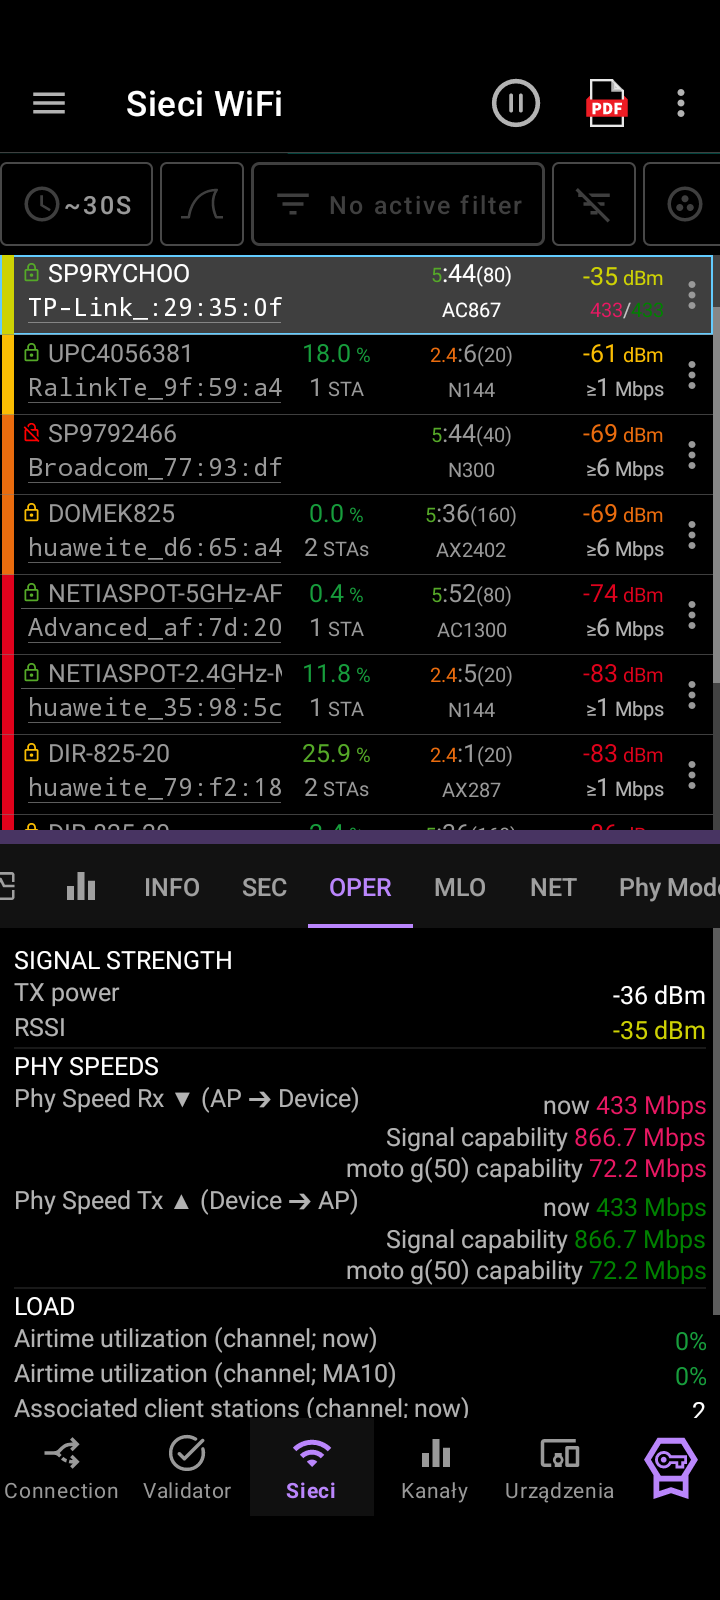 Sieci WiFi
PDF
~30S
No active filter
SP9RYCHOO 5:44(80) -35 dBm
TP-Link_:29:35:0f AC867 433/433
UPC4056381 18.0 % 2.4:6(20) -61 dBm
RalinkTe_9f:59:a4 1 STA N144 ≥1 Mbps
SP9792466 5:44(40) -69 dBm
Broadcom_77:93:df N300 ≥6 Mbps
DOMEK825 0.0 % 5:36(160) -69 dBm
huaweite_d6:65:a4 2 STAs AX2402 ≥6 Mbps
NETIASPOT-5GHz-AF 0.4 % 5:52(80) -74 dBm
Advanced_af:7d:20 1 STA AC1300 ≥6 Mbps
NETIASPOT-2.4GHz- 11.8 % 2.4:5(20) -83 dBm
huaweite_35:98:5c 1 STA N144 ≥1 Mbps
DIR-825-20 25.9 % 2.4:1(20) -83 dBm
huaweite_79:f2:18 2 STAs AX287 ≥1 Mbps
INFO SEC OPER MLO NET Phy Mode
SIGNAL STRENGTH
TX power -36 dBm
RSSI -35 dBm
PHY SPEEDS
Phy Speed Rx ▼ (AP ➔ Device) now 433 Mbps
Signal capability 866.7 Mbps
moto g(50) capability 72.2 Mbps
Phy Speed Tx ▲ (Device ➔ AP) now 433 Mbps
Signal capability 866.7 Mbps
moto g(50) capability 72.2 Mbps
LOAD
Airtime utilization (channel; now) 0%
Airtime utilization (channel; MA10) 0%
Associated client stations (channel; now) 2
Connection Validator Sieci Kanały Urządzenia